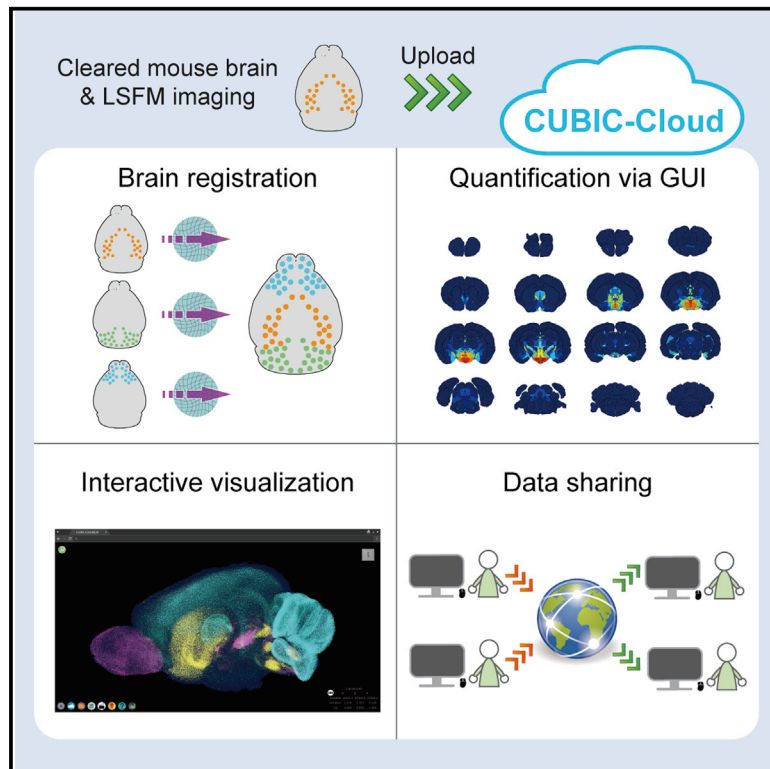 Cleared mouse brain
& LSFM imaging
Upload
CUBIC-Cloud
Brain registration
Quantification via GUI
Interactive visualization
Data sharing